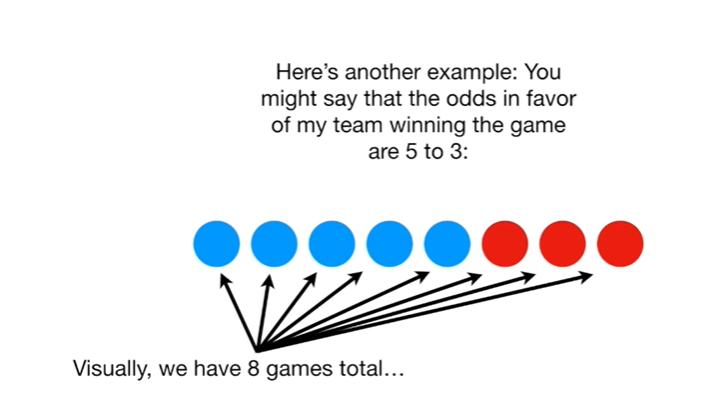 Here’s another example: You
might say that the odds in favor
of my team winning the game
are 5 to 3:
Visually, we have 8 games total…